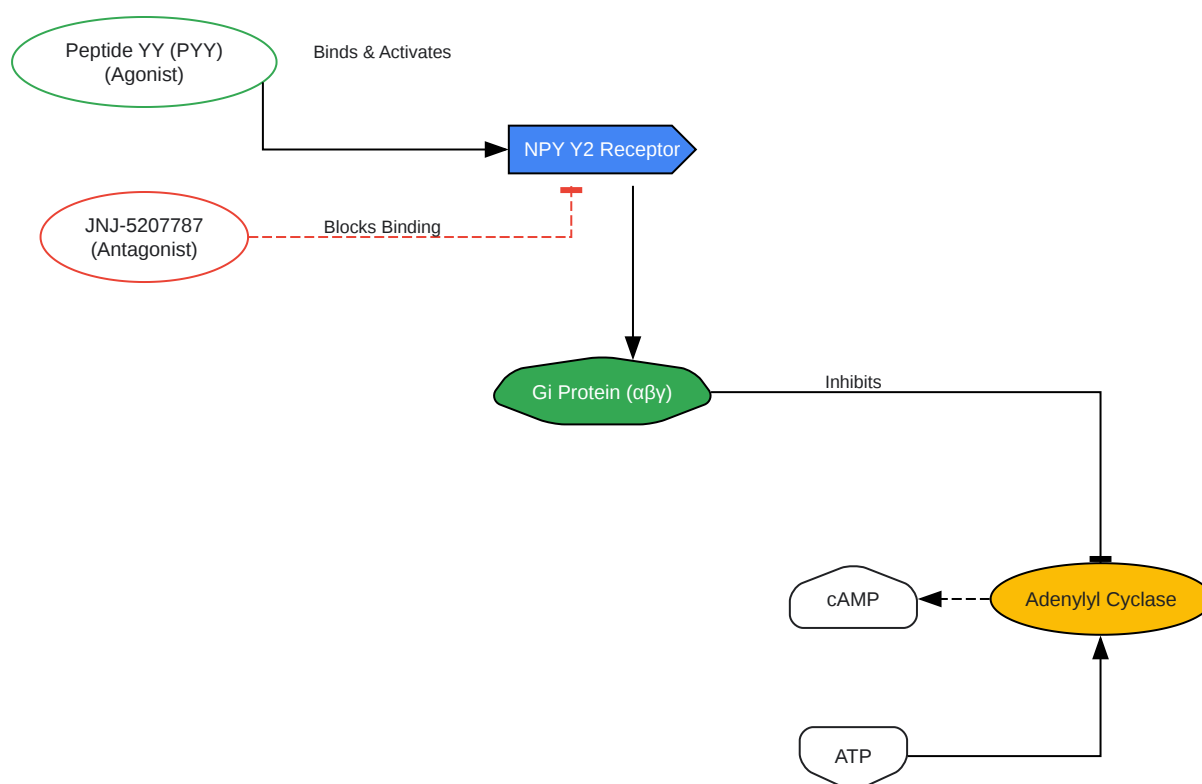 Peptide YY (PYY)
(Agonist)
Binds & Activates
NPY Y2 Receptor
JNJ-5207787
(Antagonist)
Blocks Binding
Gi Protein (αβγ)
Inhibits
cAMP
Adenylyl Cyclase
ATP